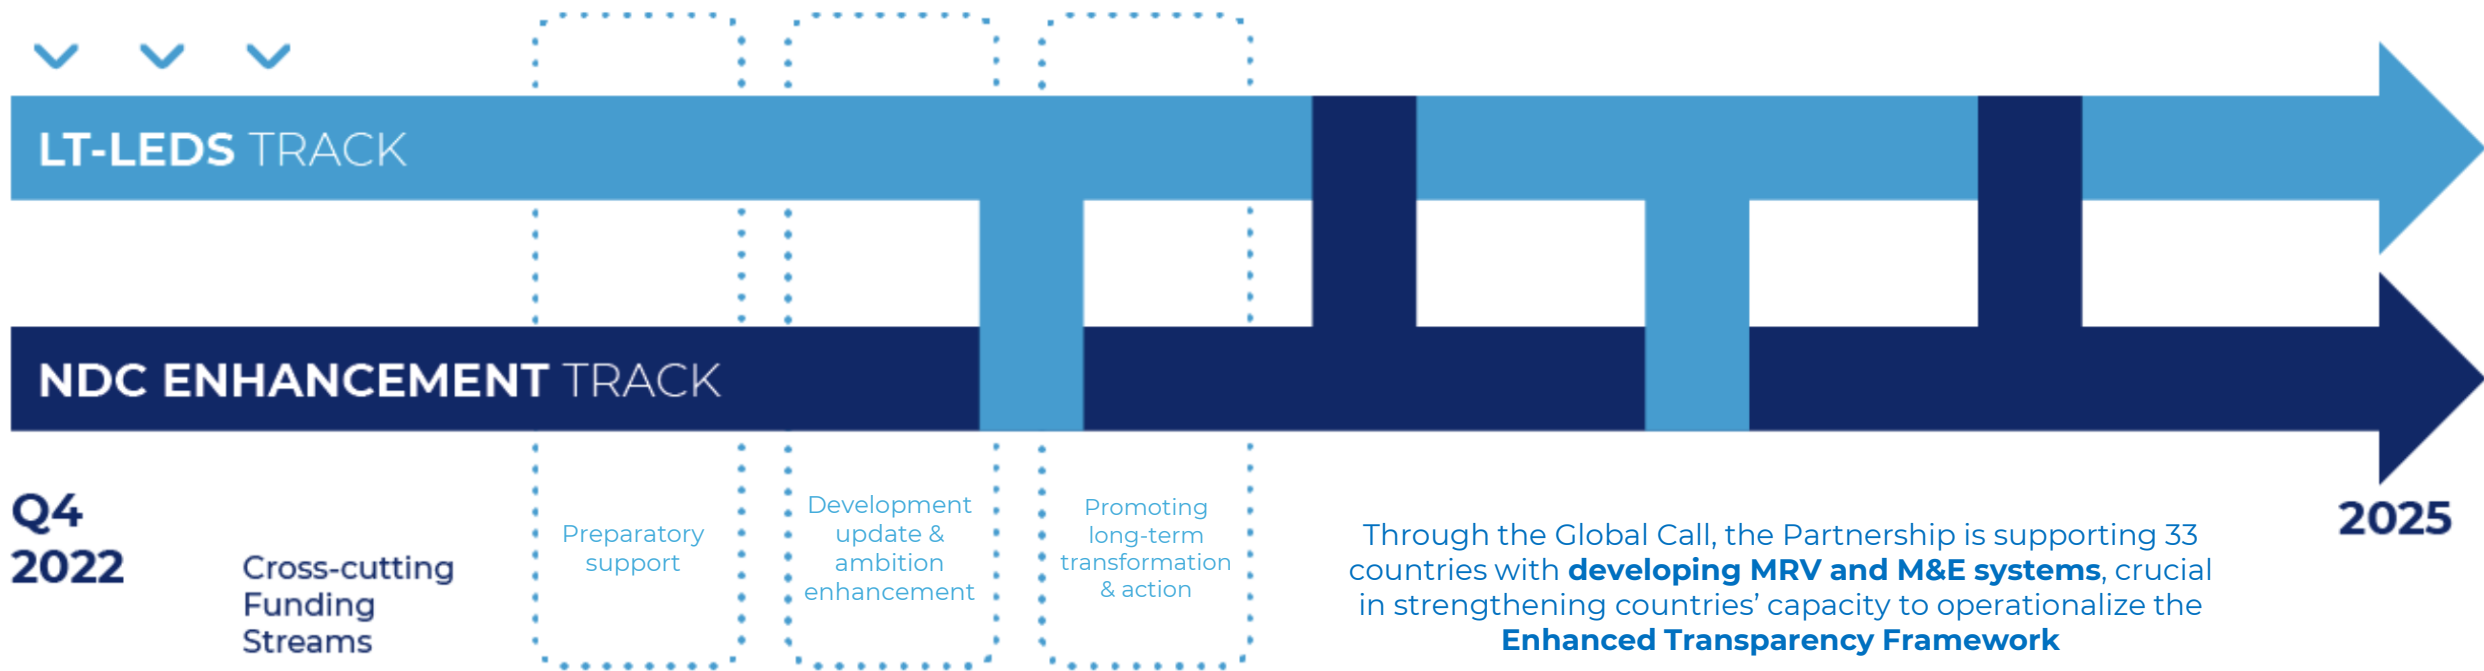 LT-LEDS TRACK
NDC ENHANCEMENT TRACK
Q4
2022
Cross-cutting
Funding
Streams
Preparatory
support
Development
update &
ambition
enhancement
Promoting
long-term
transformation
& action
Through the Global Call, the Partnership is supporting 33
countries with developing MRV and M&E systems, crucial
in strengthening countries’ capacity to operationalize the
Enhanced Transparency Framework
2025